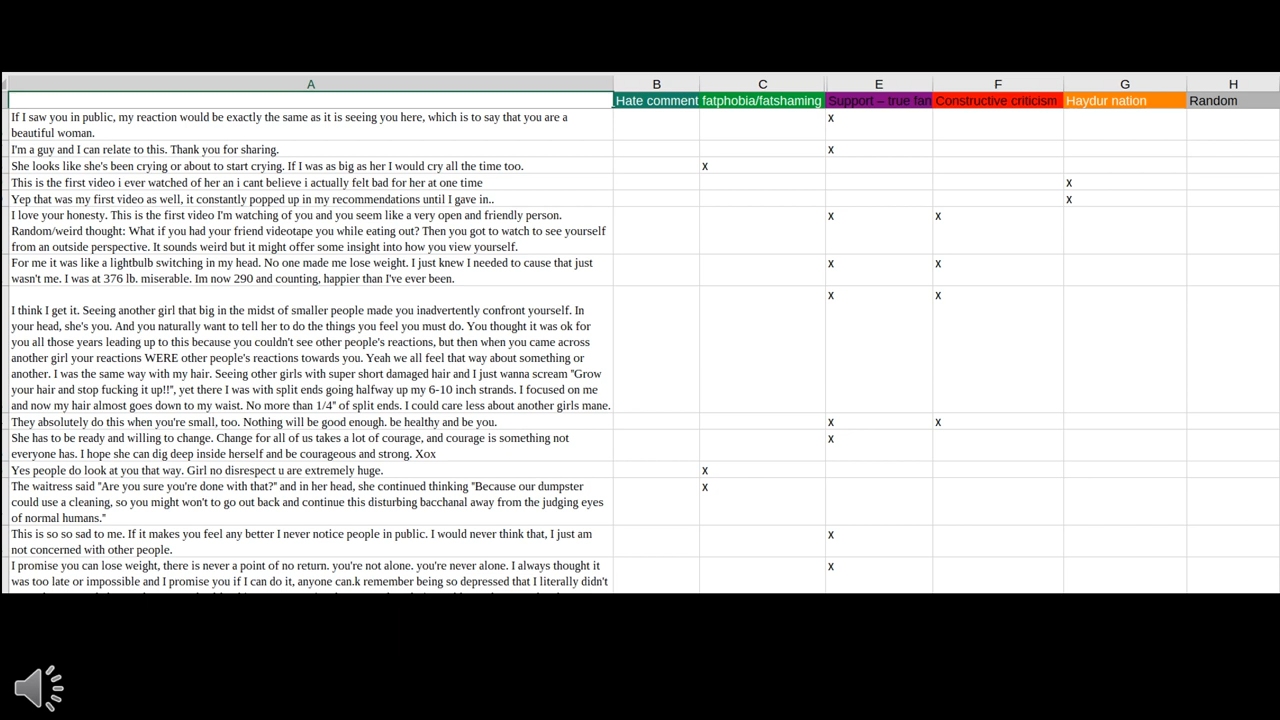 A B C E F G H
Hate comment fatphobia/fatshaming Support – true fan Constructive criticism Haydur nation Random
If I saw you in public, my reaction would be exactly the same as it is seeing you here, which is to say that you are a x
beautiful woman.
I'm a guy and I can relate to this. Thank you for sharing. x
She looks like she's been crying or about to start crying. If I was as big as her I would cry all the time too. x
This is the first video i ever watched of her an i cant believe i actually felt bad for her at one time x
Yep that was my first video as well, it constantly popped up in my recommendations until I gave in.. x
I love your honesty. This is the first video I'm watching of you and you seem like a very open and friendly person. x x
Random/weird thought: What if you had your friend videotape you while eating out? Then you got to watch to see yourself
from an outside perspective. It sounds weird but it might offer some insight into how you view yourself.
For me it was like a lightbulb switching in my head. No one made me lose weight. I just knew I needed to cause that just x x
wasn't me. I was at 376 lb. miserable. Im now 290 and counting, happier than I've ever been.
x x
I think I get it. Seeing another girl that big in the midst of smaller people made you inadvertently confront yourself. In
your head, she's you. And you naturally want to tell her to do the things you feel you must do. You thought it was ok for
you all those years leading up to this because you couldn't see other people's reactions, but then when you came across
another girl your reactions WERE other people's reactions towards you. Yeah we all feel that way about something or
another. I was the same way with my hair. Seeing other girls with super short damaged hair and I just wanna scream "Grow
your hair and stop fucking it up!!", yet there I was with split ends going halfway up my 6-10 inch strands. I focused on me
and now my hair almost goes down to my waist. No more than 1/4" of split ends. I could care less about another girls mane.
They absolutely do this when you're small, too. Nothing will be good enough. be healthy and be you. x x
She has to be ready and willing to change. Change for all of us takes a lot of courage, and courage is something not x
everyone has. I hope she can dig deep inside herself and be courageous and strong. Xox
Yes people do look at you that way. Girl no disrespect u are extremely huge. x
The waitress said "Are you sure you're done with that?" and in her head, she continued thinking "Because our dumpster x
could use a cleaning, so you might won't to go out back and continue this disturbing bacchanal away from the judging eyes
of normal humans."
This is so so sad to me. If it makes you feel any better I never notice people in public. I would never think that, I just am x
not concerned with other people.
I promise you can lose weight, there is never a point of no return. you're not alone. you're never alone. I always thought it x
was too late or impossible and I promise you if I can do it, anyone can.k remember being so depressed that I literally didn't